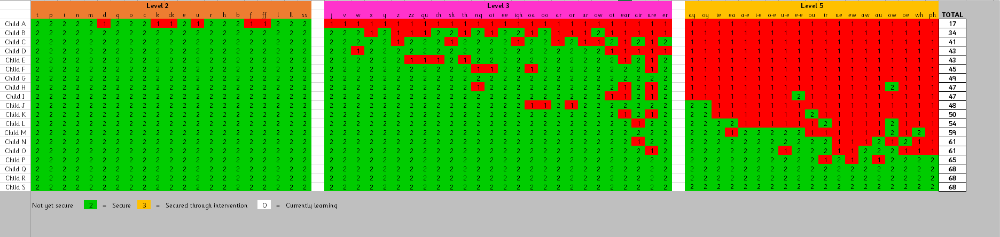 Level 2 Level 3 Level 5
t p i n m d g o c k ck e u r h b f ff l ll ss j v w x y z zz qu ch sh th ng ai ee igh oa oo ar or ur ow oi ear air ure er ay oy ie ea a-e i-e o-e u-e e-e ou ir ue ew aw au ow oe wh ph TOTAL
Child A 2 2 2 2 2 1 2 2 2 1 1 2 1 2 2 2 1 1 2 2 2 1 1 1 1 1 1 1 1 1 1 1 1 1 1 1 1 1 1 1 1 1 1 1 1 1 1 1 1 1 1 1 1 1 1 1 1 1 1 1 1 1 1 1 1 1 17
Child B 2 2 2 2 2 2 2 2 2 2 2 2 2 2 2 2 2 2 2 2 2 2 2 2 1 2 1 1 1 2 2 1 2 1 2 2 1 2 1 1 1 2 1 1 1 1 1 1 1 1 1 1 1 1 1 1 1 1 1 1 1 1 1 1 1 1 34
Child C 2 2 2 2 2 2 2 2 2 2 2 2 2 2 2 2 2 2 2 2 2 2 2 2 2 2 1 2 2 2 1 2 2 2 2 1 2 2 1 2 1 1 2 1 2 1 2 1 1 1 1 1 1 1 1 1 1 1 1 1 1 1 1 1 1 1 41
Child D 2 2 2 2 2 2 2 2 2 2 2 2 2 2 2 2 2 2 2 2 2 2 2 1 2 2 2 2 2 2 2 2 2 2 2 2 2 2 2 2 2 2 1 1 1 1 1 1 1 1 1 1 1 1 1 1 1 1 1 1 1 1 1 1 1 1 43
Child E 2 2 2 2 2 2 2 2 2 2 2 2 2 2 2 2 2 2 2 2 2 2 2 2 2 2 2 1 1 1 2 1 2 2 2 2 2 2 2 2 2 2 2 1 2 1 2 1 1 1 1 1 1 1 1 1 1 1 1 1 1 1 1 1 1 1 43
Child F 2 2 2 2 2 2 2 2 2 2 2 2 2 2 2 2 2 2 2 2 2 2 2 2 2 2 2 2 2 2 2 2 1 1 2 2 1 2 2 2 2 2 2 2 2 1 2 1 1 1 1 1 1 1 1 1 1 1 1 1 1 1 1 1 1 1 45
Child G 2 2 2 2 2 2 2 2 2 2 2 2 2 2 2 2 2 2 2 2 2 2 2 2 2 2 2 2 2 2 2 2 2 2 2 2 2 2 2 2 2 2 2 2 2 2 2 1 1 1 1 1 1 1 1 1 1 1 1 1 1 1 1 1 1 1 49
Child H 2 2 2 2 2 2 2 2 2 2 2 2 2 2 2 2 2 2 2 2 2 2 2 2 2 2 2 2 2 2 2 2 1 2 2 2 2 2 2 2 2 2 2 1 2 1 2 1 1 1 1 1 1 1 1 1 1 1 1 1 1 1 2 1 1 1 47
Child I 2 2 2 2 2 2 2 2 2 2 2 2 2 2 2 2 2 2 2 2 2 2 2 2 2 2 2 2 2 2 2 2 2 2 2 2 2 2 2 2 2 2 1 1 2 1 2 1 1 1 1 1 1 1 1 2 1 1 1 1 1 1 1 1 1 1 47
Child J 2 2 2 2 2 2 2 2 2 2 2 2 2 2 2 2 2 2 2 2 2 2 2 2 2 2 2 2 2 2 2 2 2 2 2 2 1 1 2 1 2 2 2 2 2 2 2 2 2 1 1 1 1 1 1 1 1 1 1 1 1 1 1 1 1 1 48
Child K 2 2 2 2 2 2 2 2 2 2 2 2 2 2 2 2 2 2 2 2 2 2 2 2 2 2 2 2 2 2 2 2 2 2 2 2 2 2 2 2 2 2 2 1 2 1 2 2 2 1 1 1 1 1 1 1 2 1 1 1 1 1 1 1 1 1 50
Child L 2 2 2 2 2 2 2 2 2 2 2 2 2 2 2 2 2 2 2 2 2 2 2 2 2 2 2 2 2 2 2 2 2 2 2 2 2 2 2 2 2 2 2 2 1 2 2 2 2 2 2 1 1 1 1 1 1 2 1 1 1 1 2 1 1 1 54
Child M 2 2 2 2 2 2 2 2 2 2 2 2 2 2 2 2 2 2 2 2 2 2 2 2 2 2 2 2 2 2 2 2 2 2 2 2 2 2 2 2 2 2 2 2 2 2 2 2 2 2 1 2 2 2 2 2 1 1 1 1 1 1 2 1 2 1 59
Child N 2 2 2 2 2 2 2 2 2 2 2 2 2 2 2 2 2 2 2 2 2 2 2 2 2 2 2 2 2 2 2 2 2 2 2 2 2 2 2 2 2 2 2 2 1 2 2 2 2 2 2 2 2 2 2 2 2 2 1 1 1 2 1 2 1 1 61
Child O 2 2 2 2 2 2 2 2 2 2 2 2 2 2 2 2 2 2 2 2 2 2 2 2 2 2 2 2 2 2 2 2 2 2 2 2 2 2 2 2 2 2 2 2 2 1 2 2 2 2 2 2 2 2 1 2 2 2 1 1 2 2 2 1 1 1 61
Child P 2 2 2 2 2 2 2 2 2 2 2 2 2 2 2 2 2 2 2 2 2 2 2 2 2 2 2 2 2 2 2 2 2 2 2 2 2 2 2 2 2 2 2 2 2 2 2 2 2 2 2 2 2 2 2 2 2 1 2 1 2 1 2 2 2 2 65
Child Q 2 2 2 2 2 2 2 2 2 2 2 2 2 2 2 2 2 2 2 2 2 2 2 2 2 2 2 2 2 2 2 2 2 2 2 2 2 2 2 2 2 2 2 2 2 2 2 2 2 2 2 2 2 2 2 2 2 2 2 2 2 2 2 2 2 2 68
Child R 2 2 2 2 2 2 2 2 2 2 2 2 2 2 2 2 2 2 2 2 2 2 2 2 2 2 2 2 2 2 2 2 2 2 2 2 2 2 2 2 2 2 2 2 2 2 2 2 2 2 2 2 2 2 2 2 2 2 2 2 2 2 2 2 2 2 68
Child S 2 2 2 2 2 2 2 2 2 2 2 2 2 2 2 2 2 2 2 2 2 2 2 2 2 2 2 2 2 2 2 2 2 2 2 2 2 2 2 2 2 2 2 2 2 2 2 2 2 2 2 2 2 2 2 2 2 2 2 2 2 2 2 2 2 2 68
Not yet secure 2 = Secure 3 = Secured through intervention 0 = Currently learning